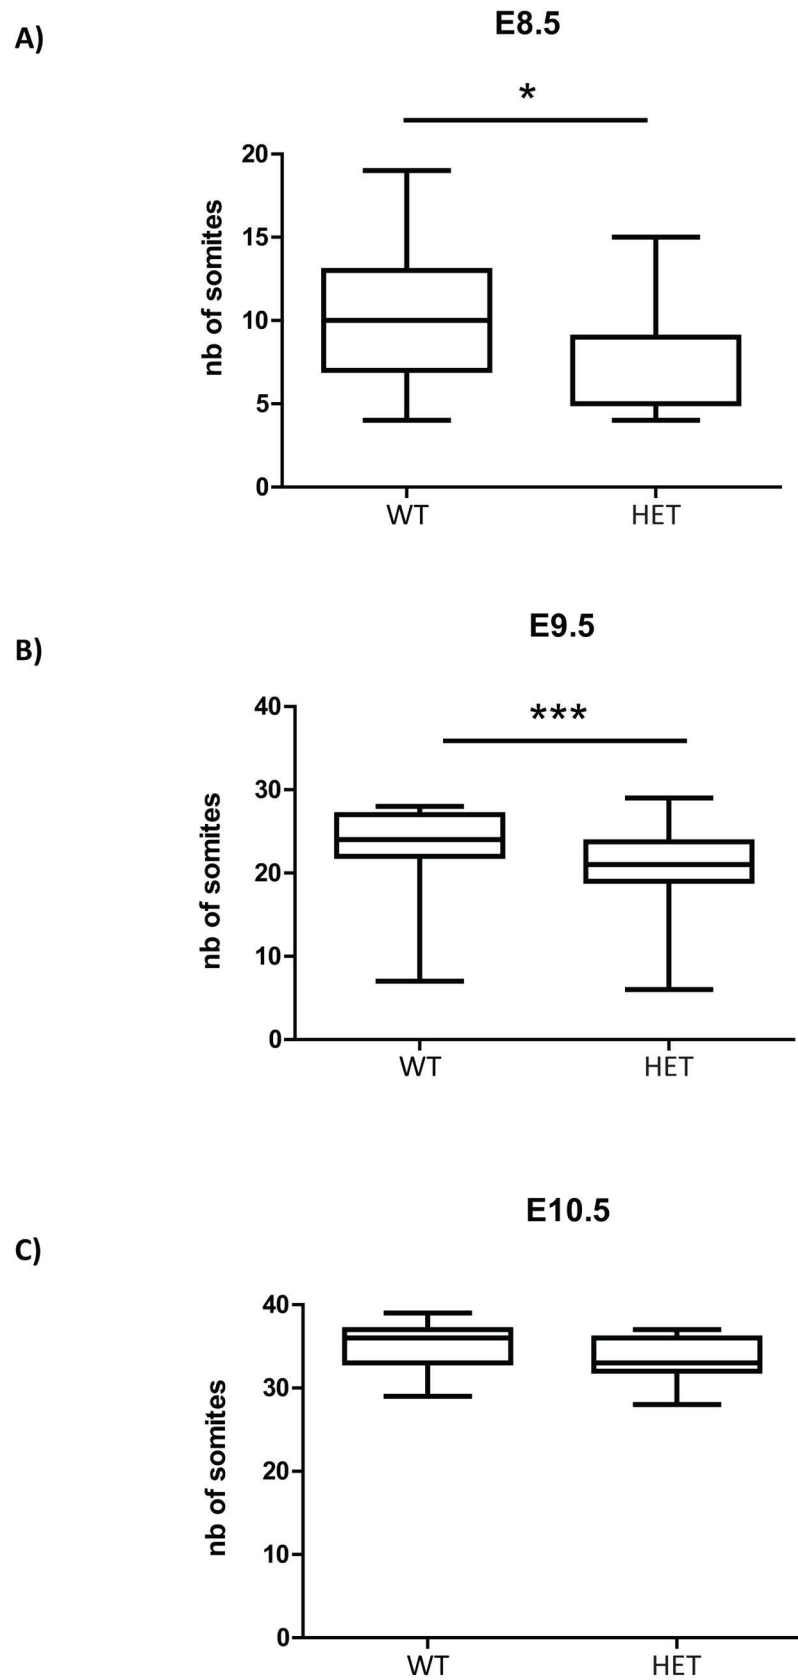 A)
E8.5
*
20
15
10
5
0
nb of somites
WT HET
B)
E9.5
***
40
30
20
10
0
nb of somites
WT HET
C)
E10.5
40
30
20
10
0
nb of somites
WT HET